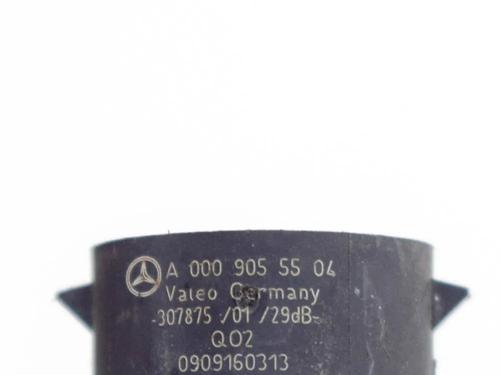 A 000 905 55 04
Valeo Germany
-307875 /01 /29dB-
Q02
0909160313